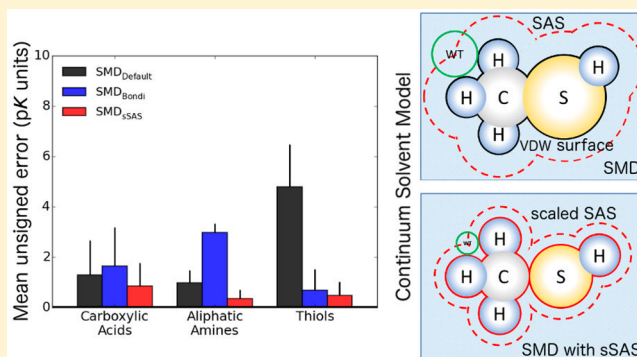 Mean unsigned error (pK units)
10
8
6
4
2
0
SMD_Default
SMD_Bondi
SMD_sSAS
Carboxylic Acids
Aliphatic Amines
Thiols
Continuum Solvent Model
SAS
WT
H
H
C
S
H
H
VDW surface
SMD
scaled SAS
WT
H
H
C
S
H
H
SMD with sSAS